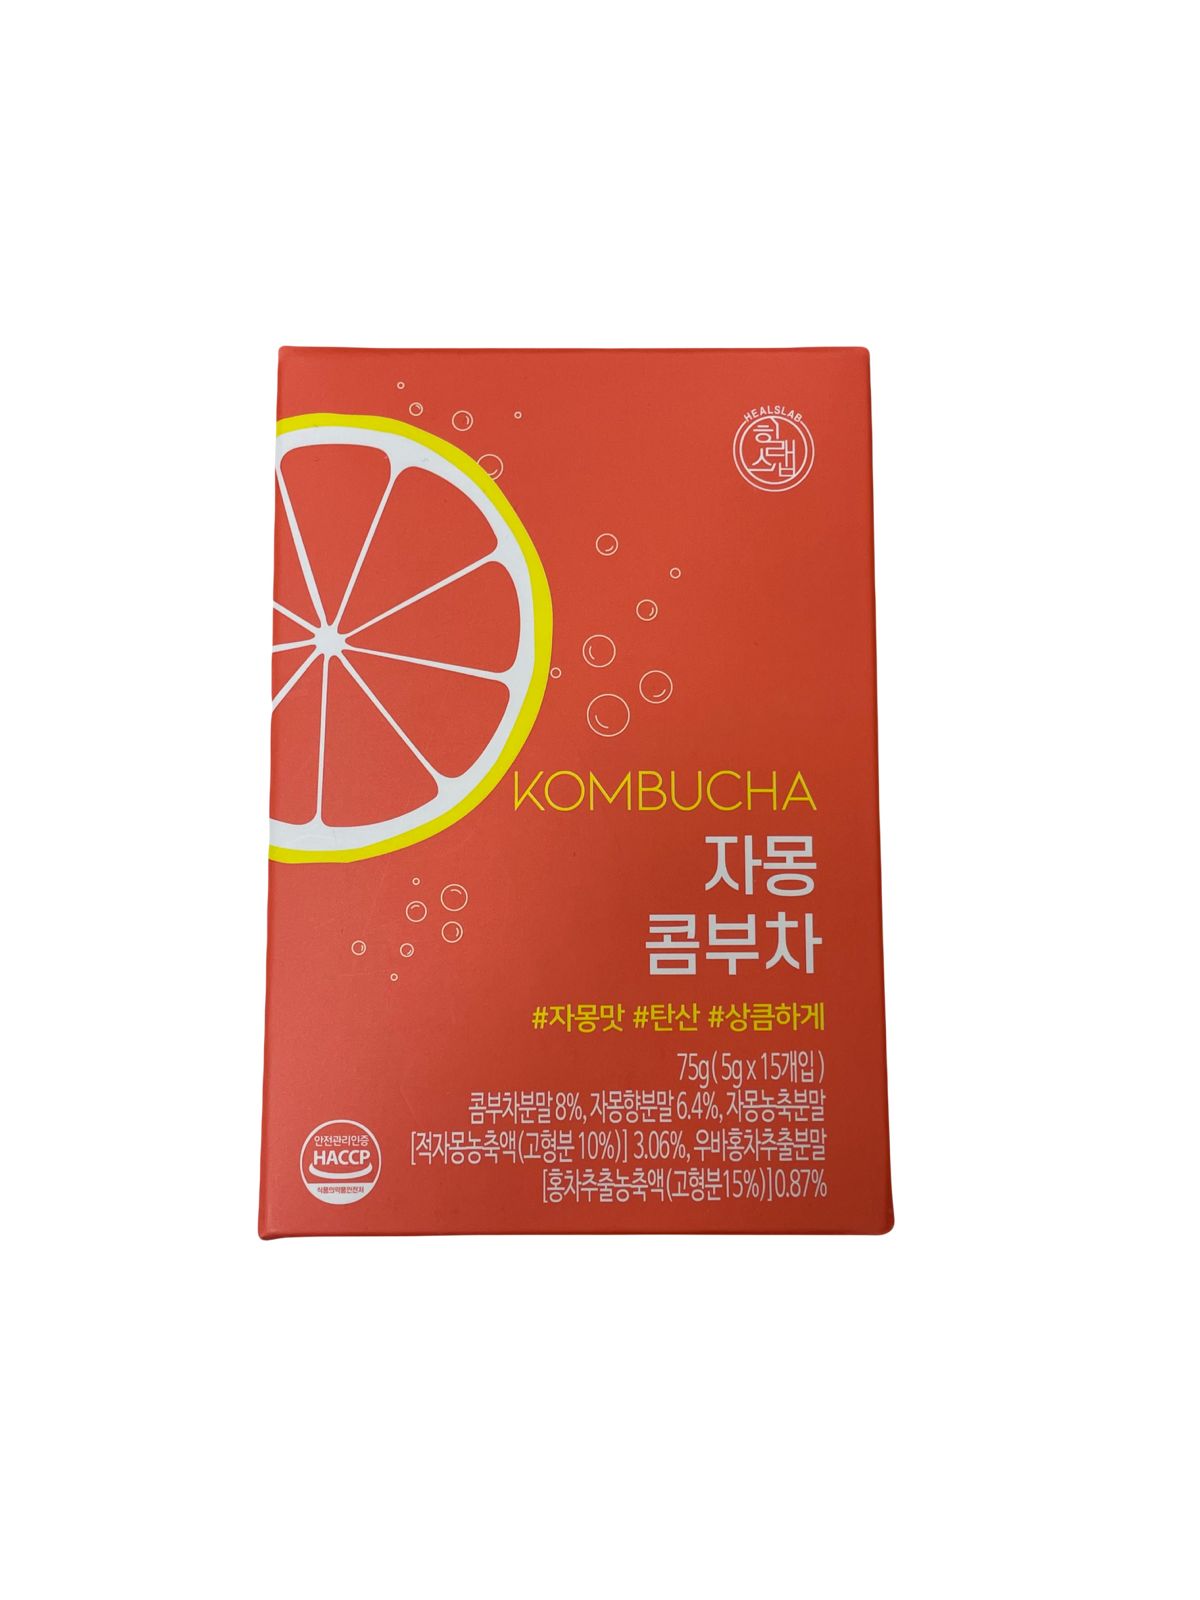 HEALSLAB
힐스랩
KOMBUCHA
자몽
콤부차
#자몽맛 #탄산 #상큼하게
75g( 5g x 15개입 )
콤부차분말 8%, 자몽향분말 6.4%, 자몽농축분말
[적자몽농축액(고형분 10%)] 3.06%, 우바홍차추출분말
[홍차추출농축액(고형분15%)]0.87%
안전관리인증
HACCP
식품의약품안전처